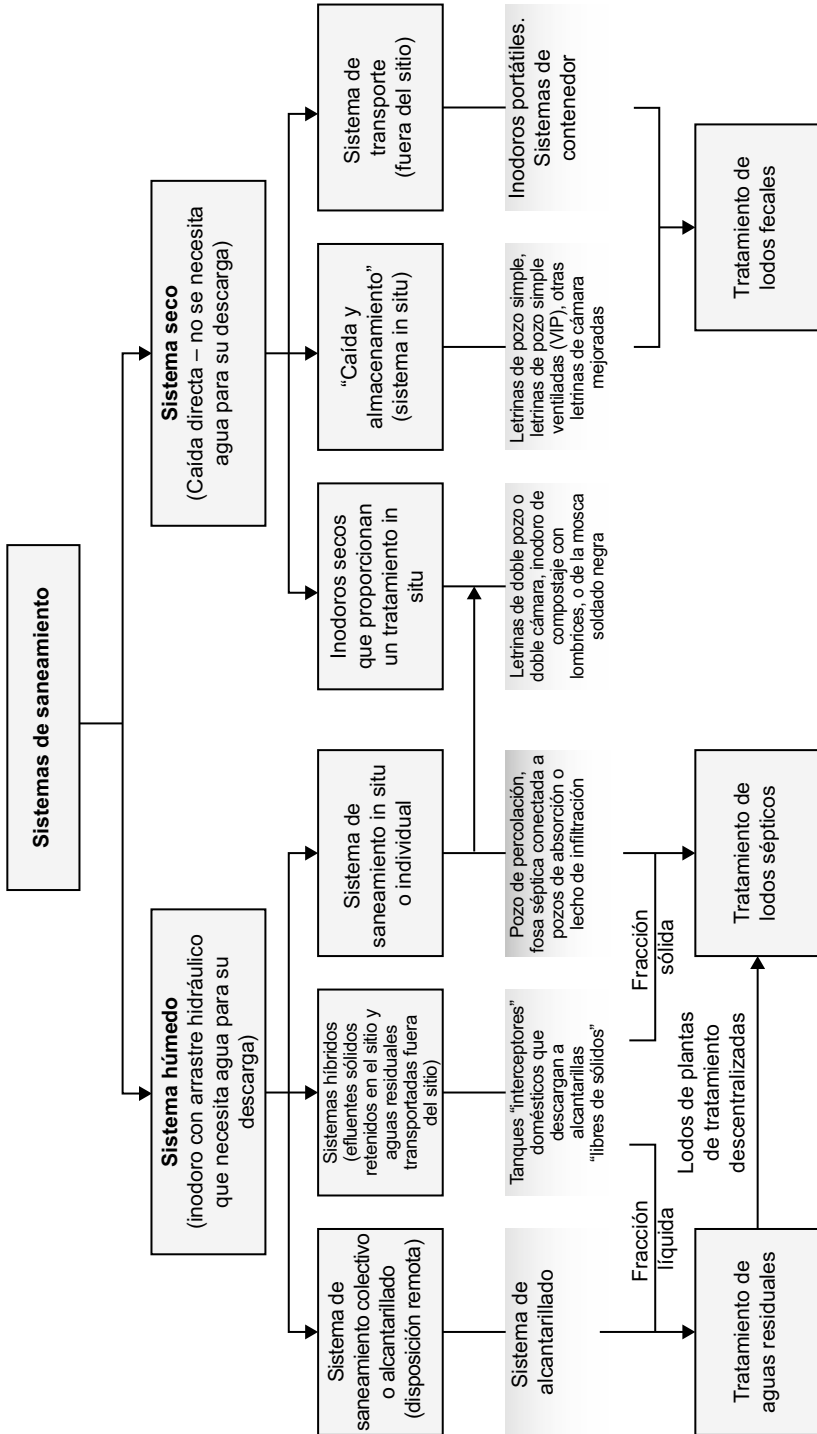 Sistemas de saneamiento
Sistema húmedo
(inodoro con arrastre hidráulico
que necesita agua para su
descarga)
Sistema seco
(Caída directa – no se necesita
agua para su descarga)
Sistema de
saneamiento colectivo
o alcantarillado
(disposición remota)
Sistemas híbridos
(efluentes sólidos
retenidos en el sitio y
aguas residuales
transportadas fuera
del sitio)
Sistema de
saneamiento in situ
o individual
Inodoros secos
que proporcionan
un tratamiento in
situ
“Caída y
almacenamiento”
(sistema in situ)
Sistema de
transporte
(fuera del sitio)
Sistema de
alcantarillado
Tanques “interceptores”
domésticos que
descargan a
alcantarillas
“libres de sólidos”
Pozo de percolación,
fosa séptica conectada a
pozos de absorción o
lecho de infiltración
Letrinas de doble pozo o
doble cámara, inodoro de
compostaje con
lombrices, o de la mosca
soldado negra
Letrinas de pozo simple,
letrinas de pozo simple
ventiladas (VIP), otras
letrinas de cámara
mejoradas
Inodoros portátiles.
Sistemas de
contenedor
Fracción
líquida
Fracción
sólida
Lodos de plantas
de tratamiento
descentralizadas
Tratamiento de
aguas residuales
Tratamiento de
lodos sépticos
Tratamiento de
lodos fecales